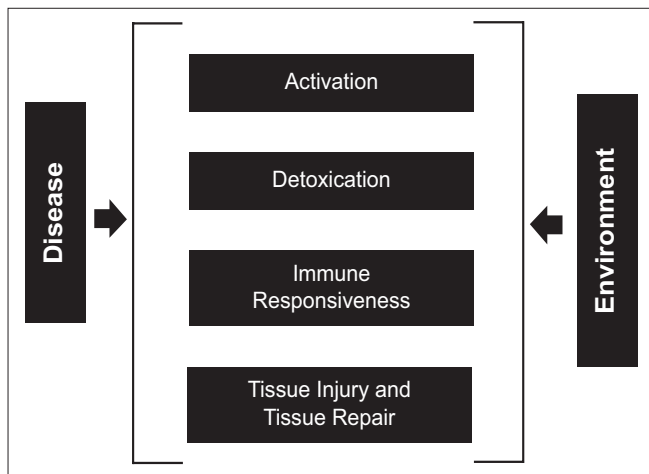 Disease
Activation
Detoxication
Immune
Responsiveness
Tissue Injury and
Tissue Repair
Environment